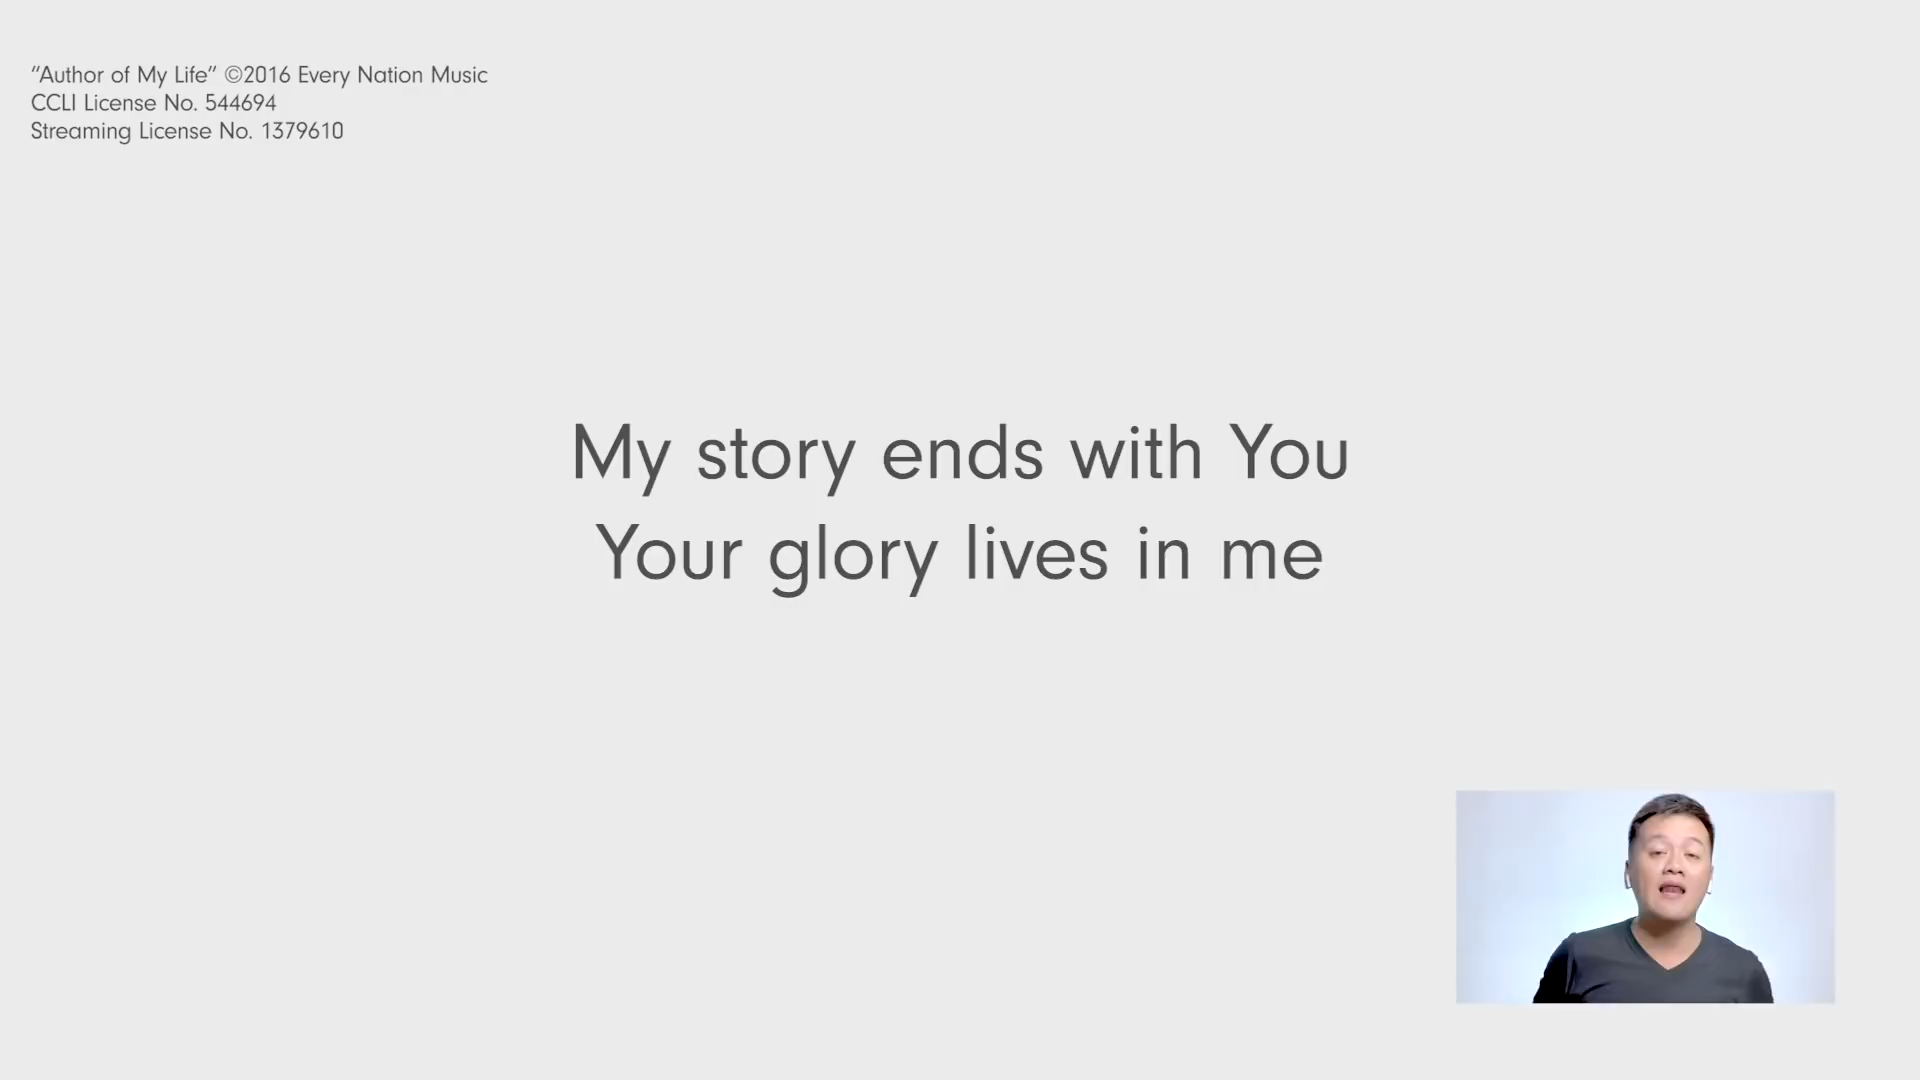 “Author of My Life” ©2016 Every Nation Music
CCLI License No. 544694
Streaming License No. 1379610
My story ends with You
Your glory lives in me